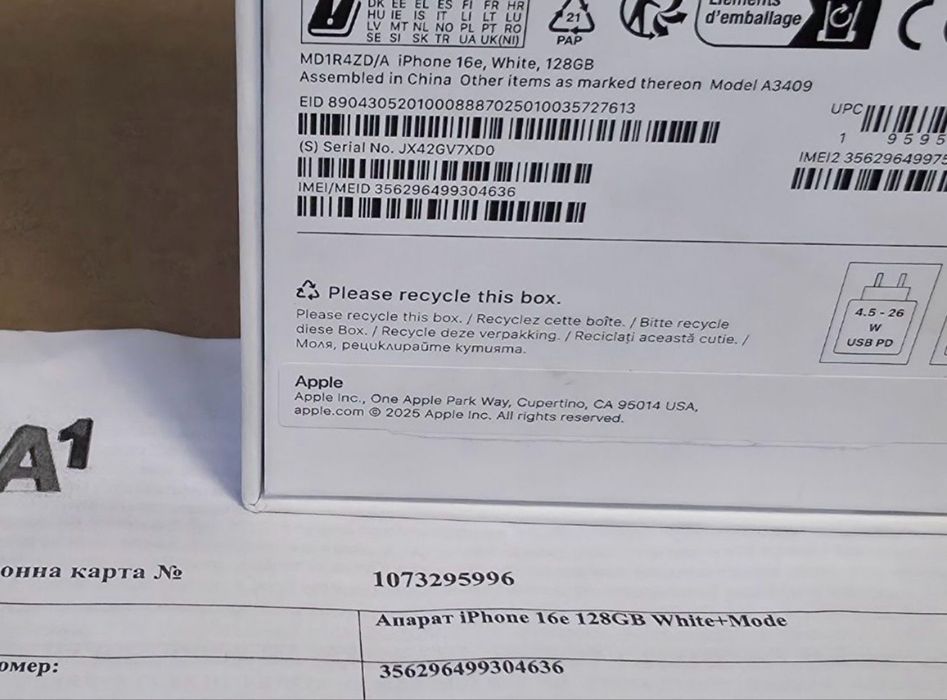 DK EE EL ES FI FR HR
HU IE IS IT LI LT LU
LV MT NL NO PL PT RO
SE SI SK TR UA UK(NI)
21
PAP
Éléments
d'emballage
MD1R4ZD/A iPhone 16e, White, 128GB
Assembled in China Other items as marked thereon Model A3409
EID 89043052010008887025010035727613
UPC
1 9595
(S) Serial No. JX42GV7XD0
IMEI2 3562964997
IMEI/MEID 356296499304636
Please recycle this box.
Please recycle this box. / Recyclez cette boîte. / Bitte recycle
diese Box. / Recycle deze verpakking. / Reciclați această cutie. /
Моля, рециклирайте кутията.
4.5 - 26
W
USB PD
Apple
Apple Inc., One Apple Park Way, Cupertino, CA 95014 USA,
apple.com © 2025 Apple Inc. All rights reserved.
A1
онна карта № 1073295996
Апарат iPhone 16e 128GB White+Mode
омер: 356296499304636